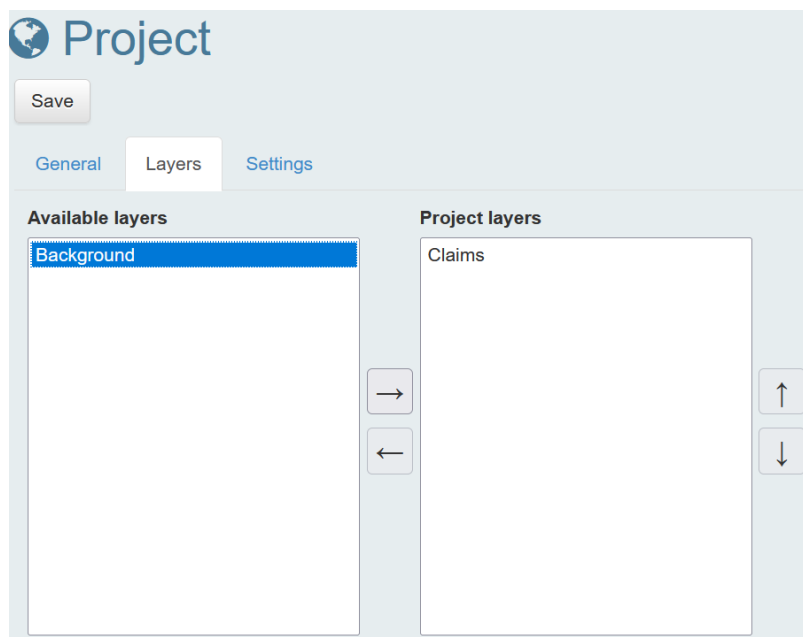 Project
Save
General Layers Settings
Available layers Project layers
Background Claims
→ ↑
← ↓